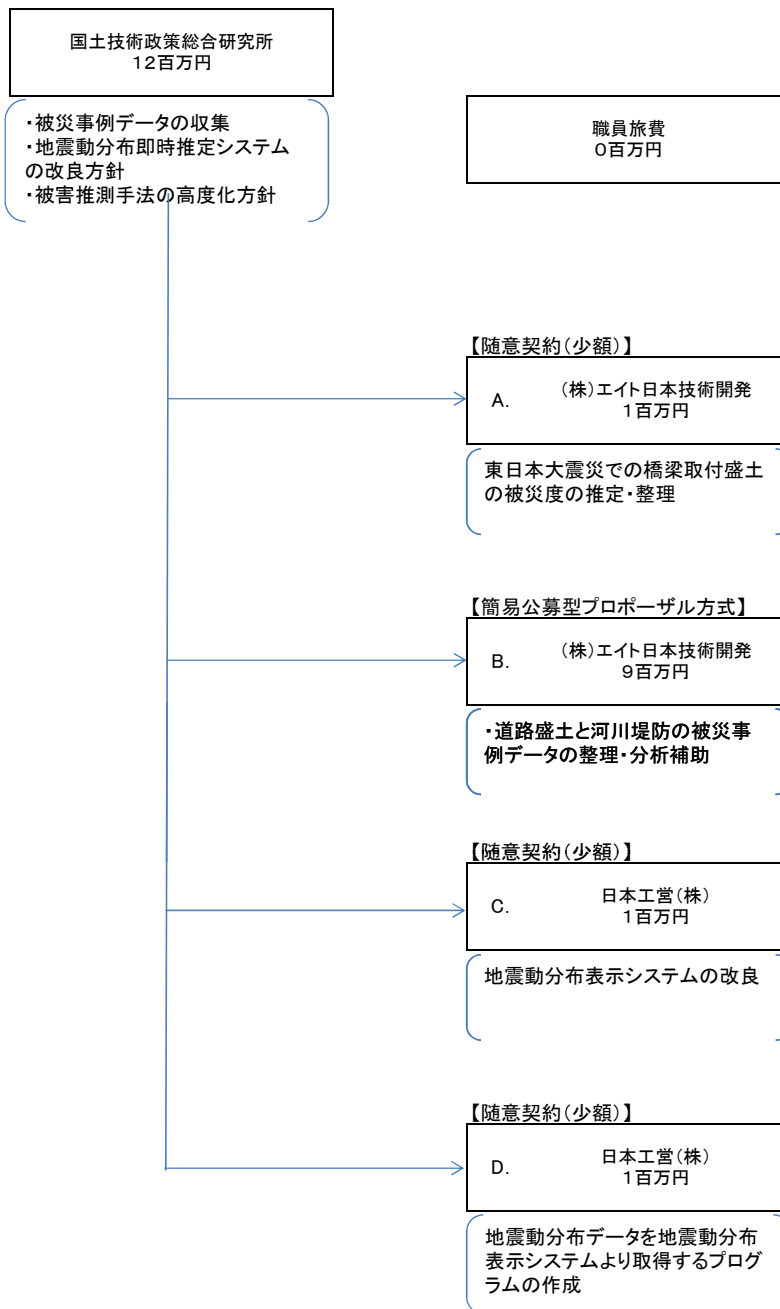 国土技術政策総合研究所
12百万円
・被災事例データの収集
・地震動分布即時推定システム
の改良方針
・被害推測手法の高度化方針
職員旅費
0百万円
【随意契約(少額)】
A. (株)エイト日本技術開発
1百万円
東日本大震災での橋梁取付盛土
の被災度の推定・整理
【簡易公募型プロポーザル方式】
B. (株)エイト日本技術開発
9百万円
・道路盛土と河川堤防の被災事
例データの整理・分析補助
【随意契約(少額)】
C. 日本工営(株)
1百万円
地震動分布表示システムの改良
【随意契約(少額)】
D. 日本工営(株)
1百万円
地震動分布データを地震動分布
表示システムより取得するプログ
ラムの作成